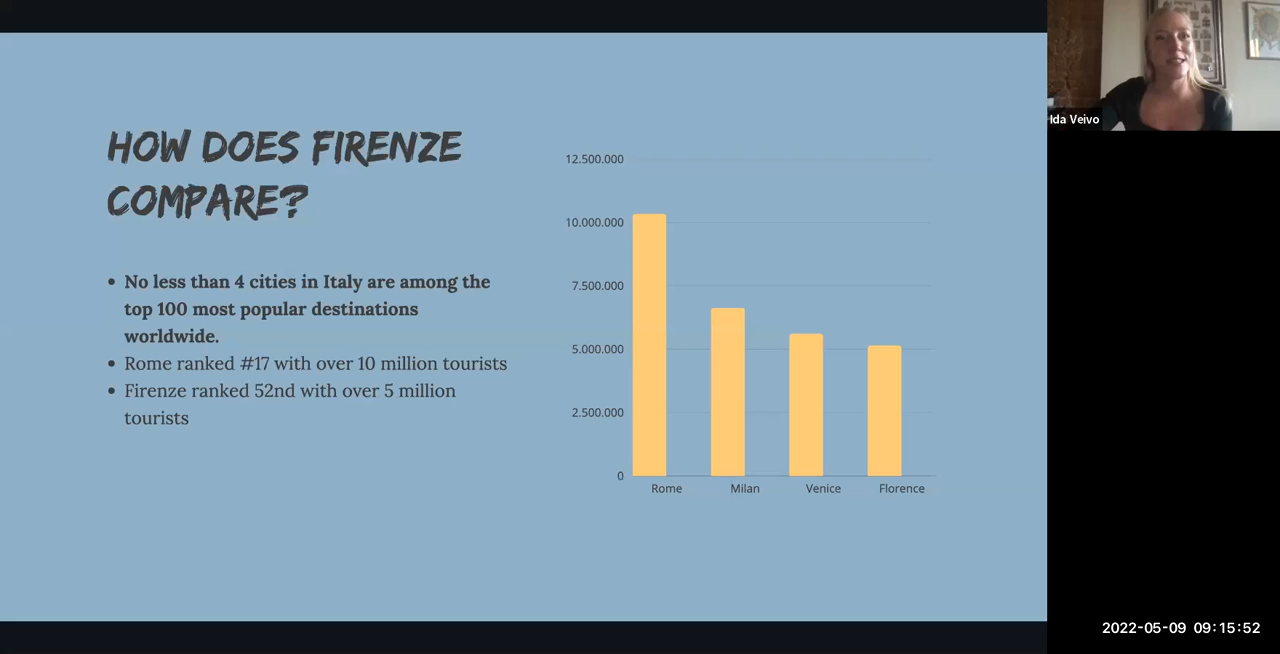 HOW DOES FIRENZE
COMPARE?
• No less than 4 cities in Italy are among the
top 100 most popular destinations
worldwide.
• Rome ranked #17 with over 10 million tourists
• Firenze ranked 52nd with over 5 million
tourists
12.500.000
10.000.000
7.500.000
5.000.000
2.500.000
0
Rome Milan Venice Florence
Ida Veivo
2022-05-09 09:15:52